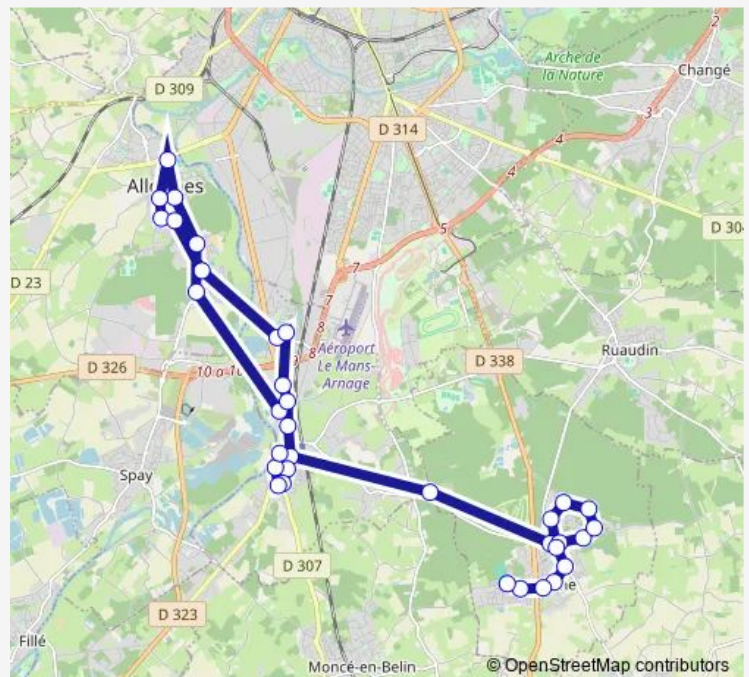 2
Arche de
la Nature
Changé
D 309
3
D 314
4
4
5
D 23
7
7
8
Aéroport
Le Mans-
Arnage
8
Ruaudin
D 338
D 326
Spay
D 307
D 323
Fillé
Moncé-en-Belin
© OpenStreetMap contributors